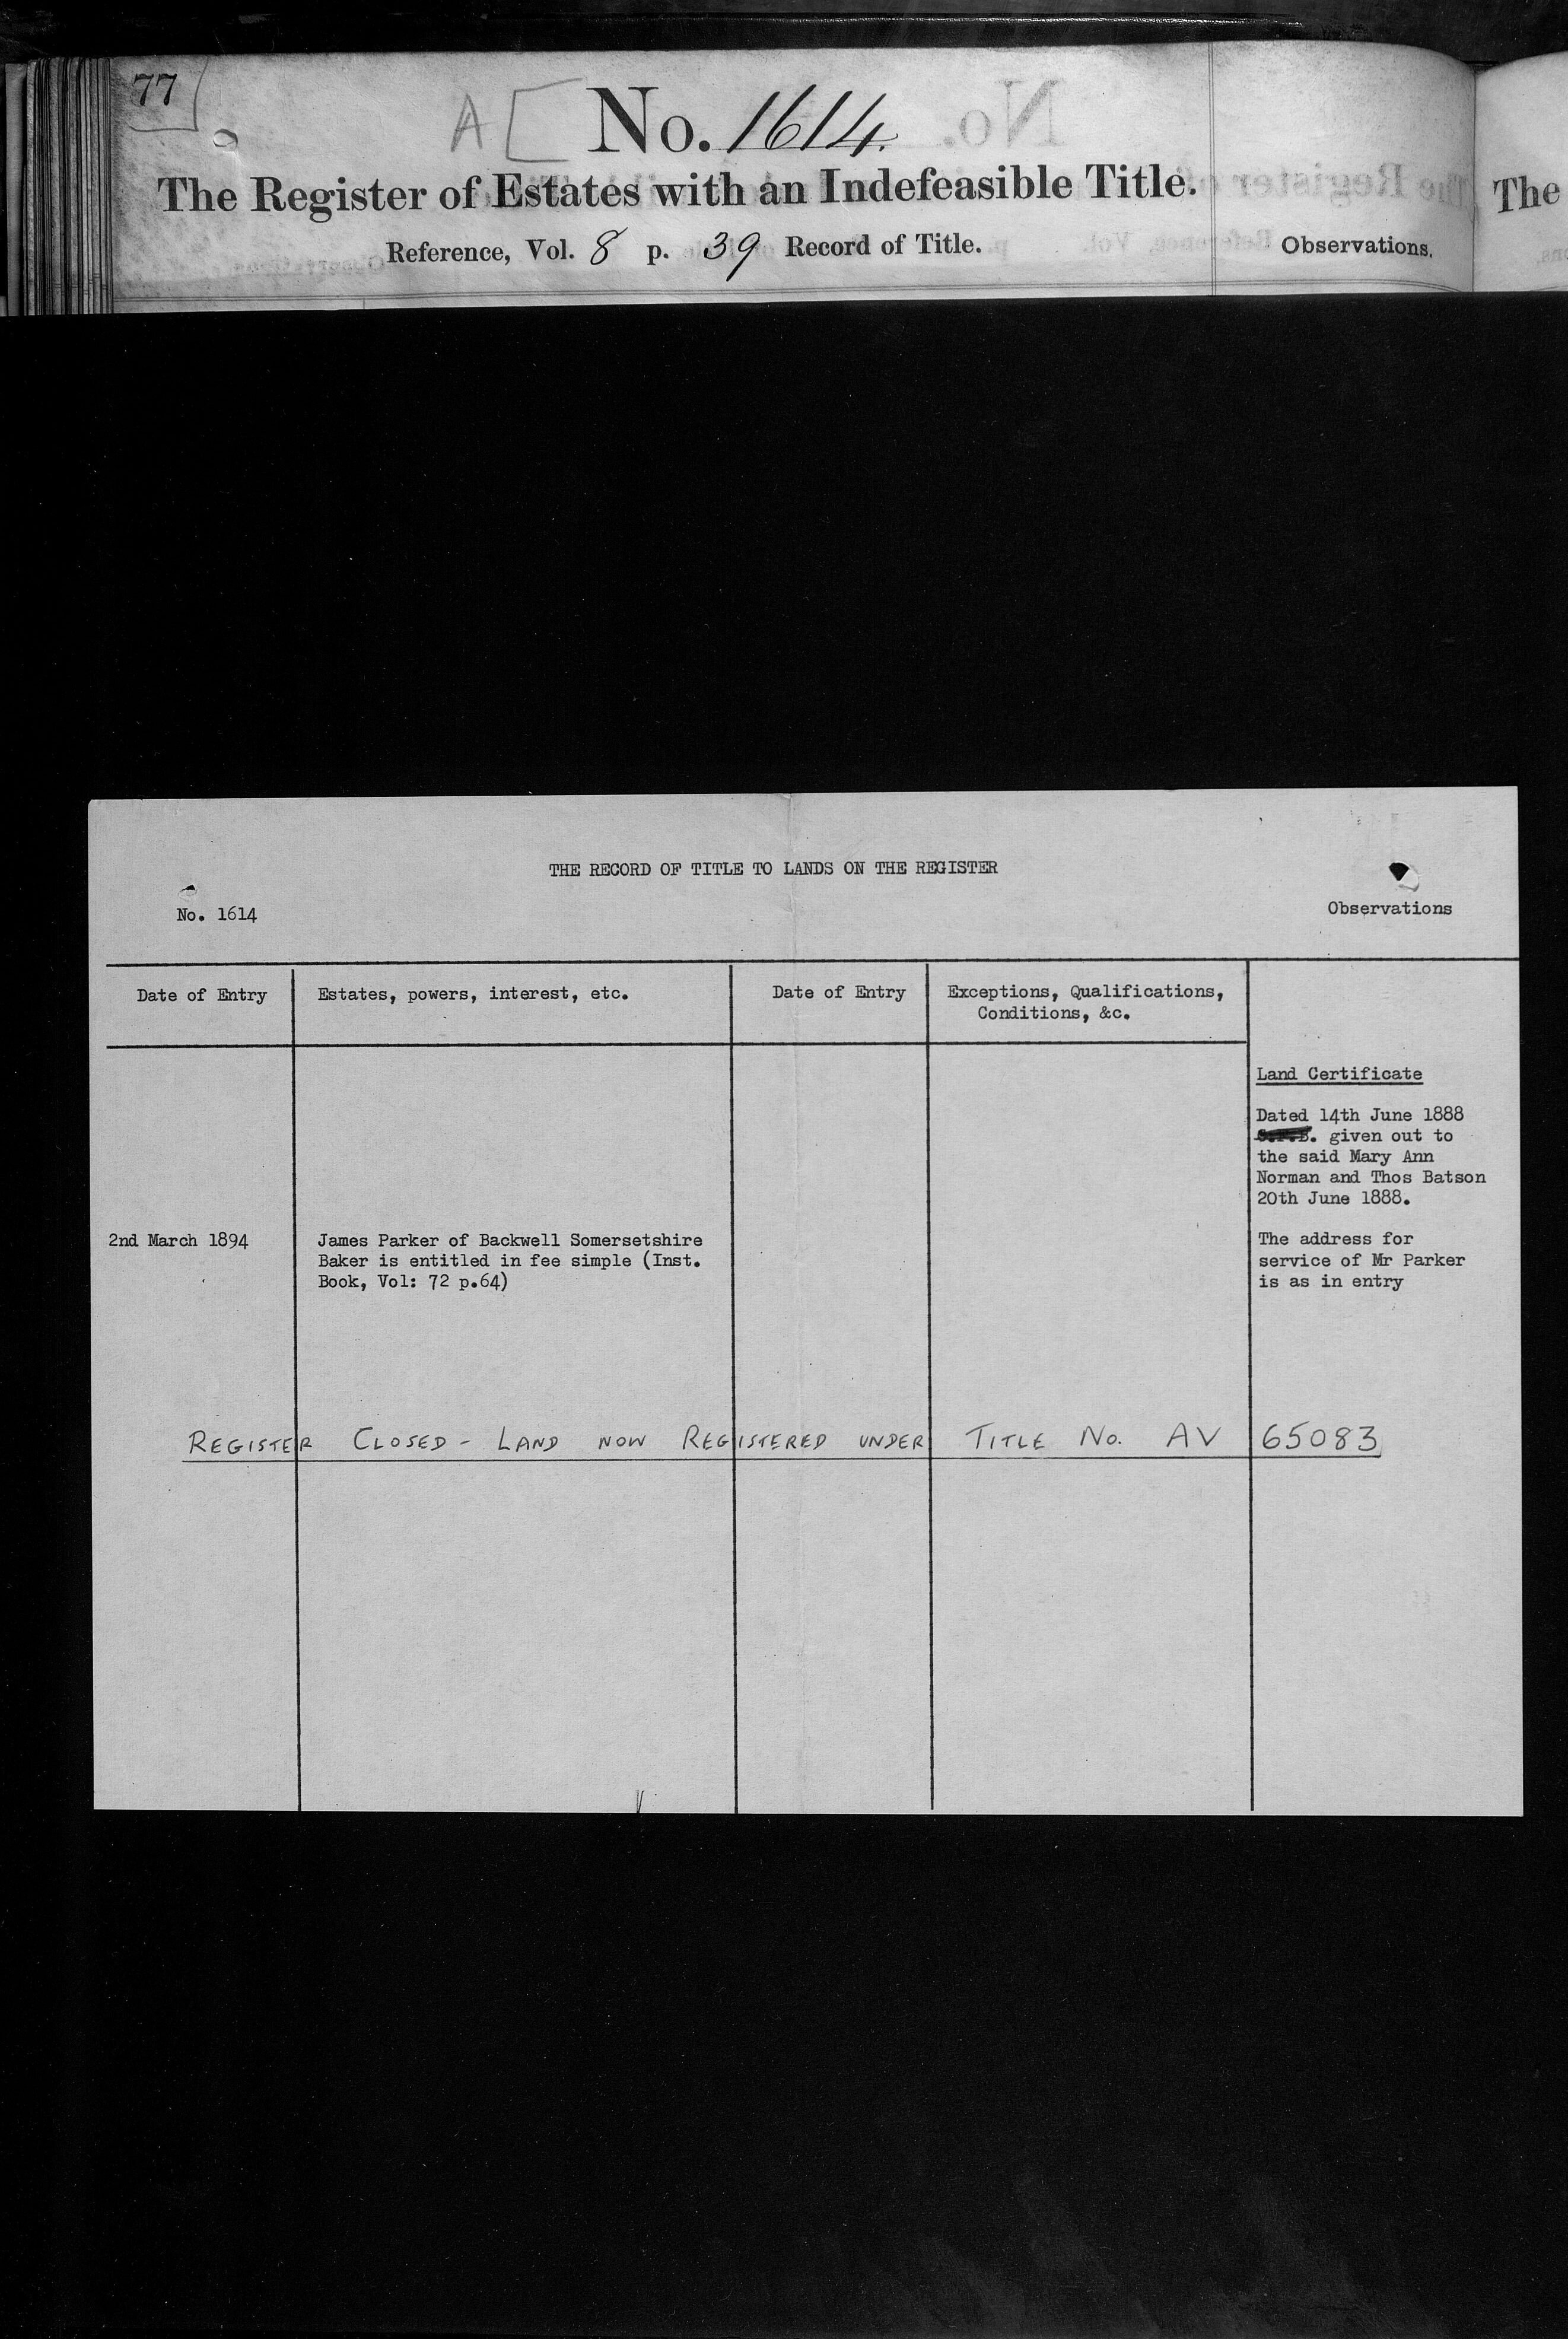 77
A [ No. 1614.
The Register of Estates with an Indefeasible Title.
Reference, Vol. 8 p. 39 Record of Title.
Observations.
The
THE RECORD OF TITLE TO LANDS ON THE REGISTER
No. 1614
Observations
Date of Entry
Estates, powers, interest, etc.
Date of Entry
Exceptions, Qualifications,
Conditions, &c.
Land Certificate
Dated 14th June 1888
given out to
the said Mary Ann
Norman and Thos Batson
20th June 1888.
2nd March 1894
James Parker of Backwell Somersetshire
Baker is entitled in fee simple (Inst.
Book, Vol: 72 p.64)
The address for
service of Mr Parker
is as in entry
REGISTER CLOSED - LAND NOW REGISTERED UNDER TITLE No. AV 65083